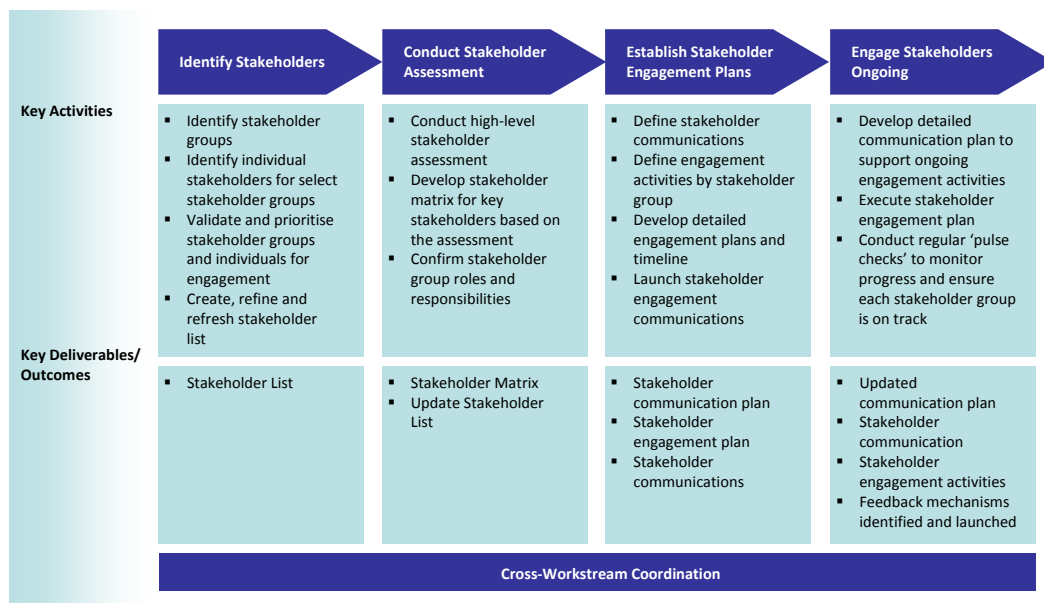 Identify Stakeholders
Conduct Stakeholder
Assessment
Establish Stakeholder
Engagement Plans
Engage Stakeholders
Ongoing
Key Activities
▪ Identify stakeholder
groups
▪ Identify individual
stakeholders for select
stakeholder groups
▪ Validate and prioritise
stakeholder groups
and individuals for
engagement
▪ Create, refine and
refresh stakeholder
list
▪ Conduct high-level
stakeholder
assessment
▪ Develop stakeholder
matrix for key
stakeholders based on
the assessment
▪ Confirm stakeholder
group roles and
responsibilities
▪ Define stakeholder
communications
▪ Define engagement
activities by stakeholder
group
▪ Develop detailed
engagement plans and
timeline
▪ Launch stakeholder
engagement
communications
▪ Develop detailed
communication plan to
support ongoing
engagement activities
▪ Execute stakeholder
engagement plan
▪ Conduct regular ‘pulse
checks’ to monitor
progress and ensure
each stakeholder group
is on track
Key Deliverables/
Outcomes
▪ Stakeholder List
▪ Stakeholder Matrix
▪ Update Stakeholder
List
▪ Stakeholder
communication plan
▪ Stakeholder
engagement plan
▪ Stakeholder
communications
▪ Updated
communication plan
▪ Stakeholder
communication
▪ Stakeholder
engagement activities
▪ Feedback mechanisms
identified and launched
Cross-Workstream Coordination